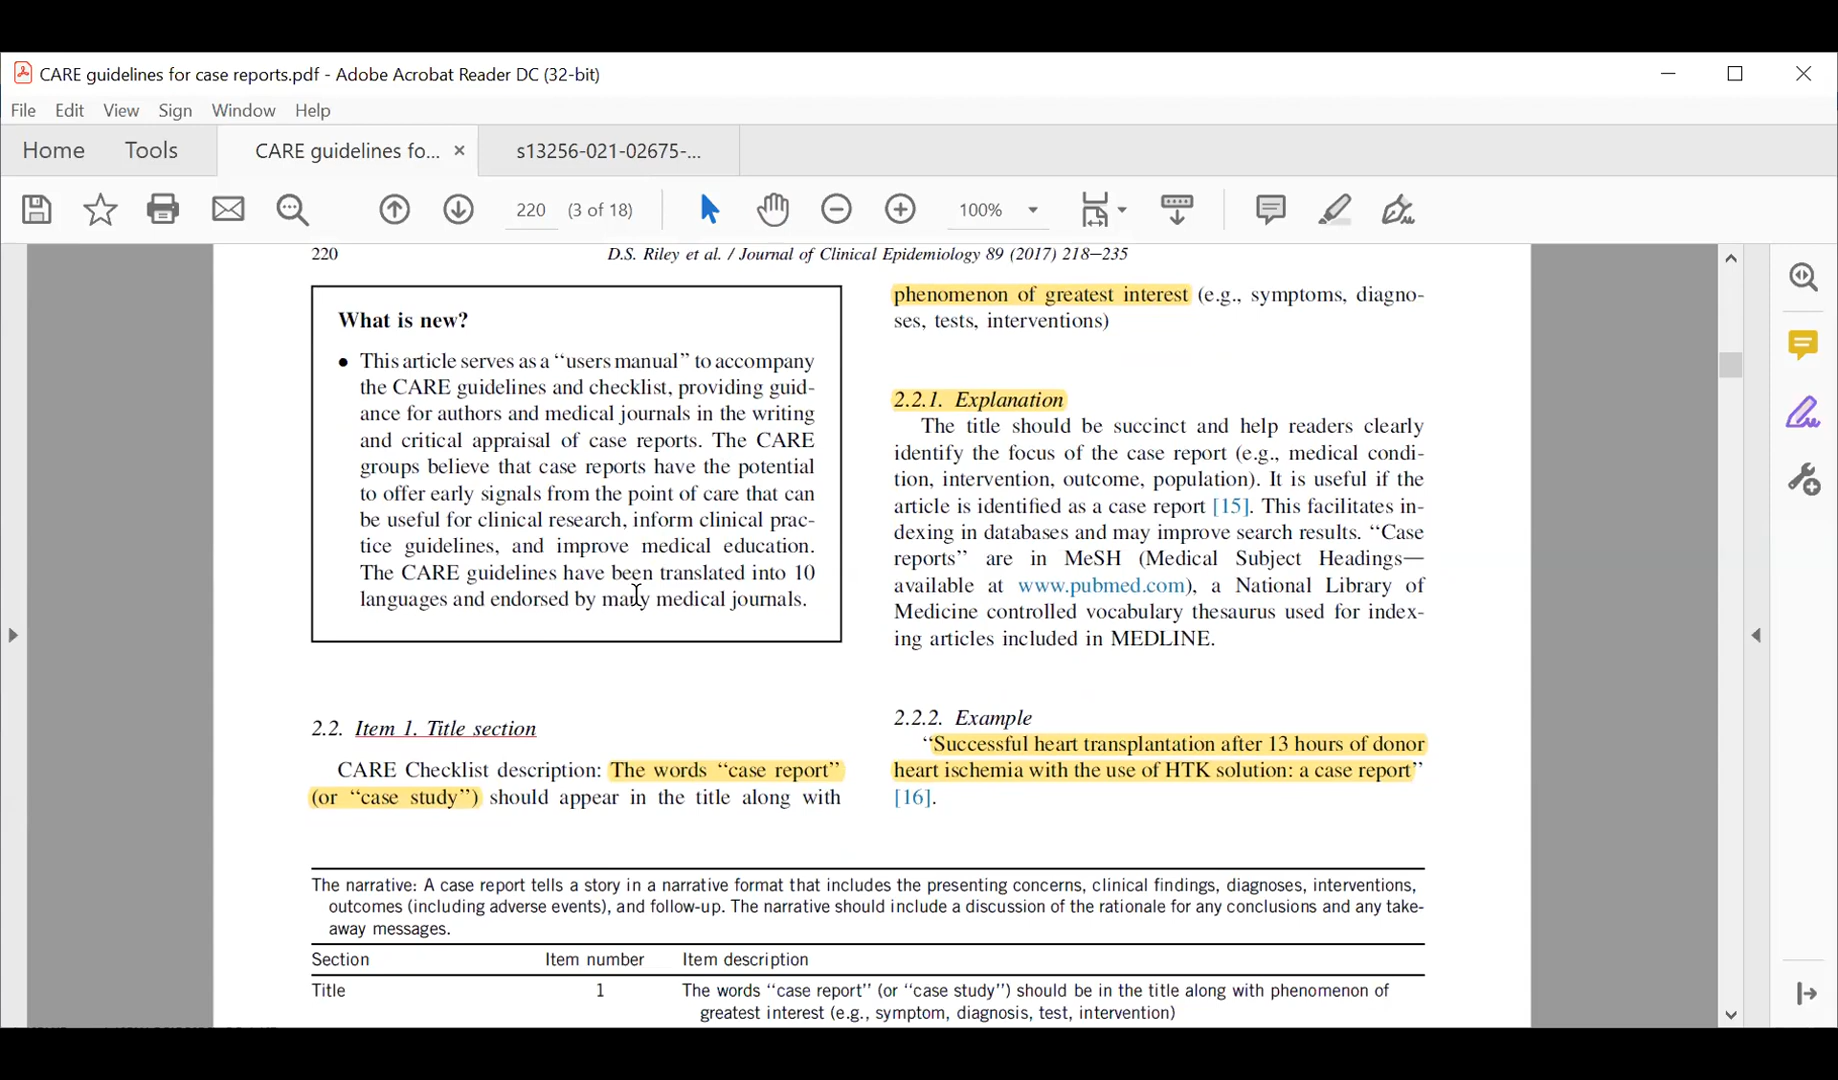 CARE guidelines for case reports.pdf - Adobe Acrobat Reader DC (32-bit)
File Edit View Sign Window Help
Home Tools CARE guidelines fo... × s13256-021-02675-...
220 (3 of 18) 100%
220 D.S. Riley et al. / Journal of Clinical Epidemiology 89 (2017) 218–235
What is new?
• This article serves as a “users manual” to accompany
the CARE guidelines and checklist, providing guid-
ance for authors and medical journals in the writing
and critical appraisal of case reports. The CARE
groups believe that case reports have the potential
to offer early signals from the point of care that can
be useful for clinical research, inform clinical prac-
tice guidelines, and improve medical education.
The CARE guidelines have been translated into 10
languages and endorsed by many medical journals.
2.2. Item 1. Title section
CARE Checklist description: The words “case report”
(or “case study”) should appear in the title along with
phenomenon of greatest interest (e.g., symptoms, diagno-
ses, tests, interventions)
2.2.1. Explanation
The title should be succinct and help readers clearly
identify the focus of the case report (e.g., medical condi-
tion, intervention, outcome, population). It is useful if the
article is identified as a case report [15]. This facilitates in-
dexing in databases and may improve search results. “Case
reports” are in MeSH (Medical Subject Headings—
available at www.pubmed.com), a National Library of
Medicine controlled vocabulary thesaurus used for index-
ing articles included in MEDLINE.
2.2.2. Example
“Successful heart transplantation after 13 hours of donor
heart ischemia with the use of HTK solution: a case report”
[16].
The narrative: A case report tells a story in a narrative format that includes the presenting concerns, clinical findings, diagnoses, interventions,
outcomes (including adverse events), and follow-up. The narrative should include a discussion of the rationale for any conclusions and any take-
away messages.
Section Item number Item description
Title 1 The words “case report” (or “case study”) should be in the title along with phenomenon of
greatest interest (e.g., symptom, diagnosis, test, intervention)